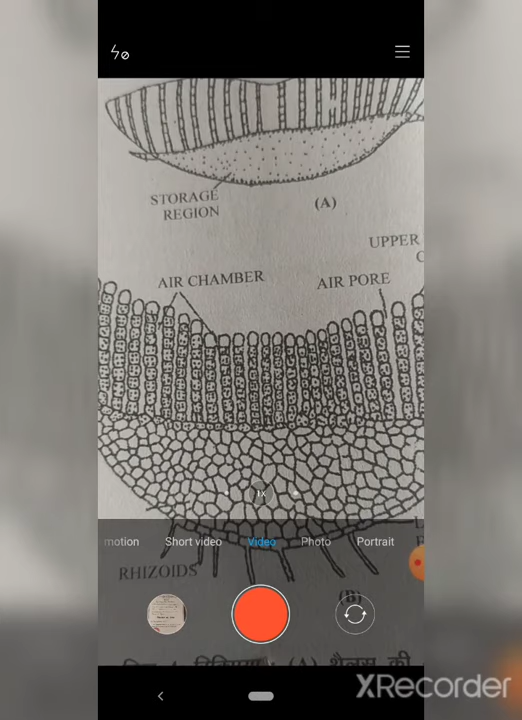 STORAGE
REGION
(A)
UPPER
AIR CHAMBER
AIR PORE
1X
motion Short video Video Photo Portrait
RHIZOIDS
(B)
XRecorder